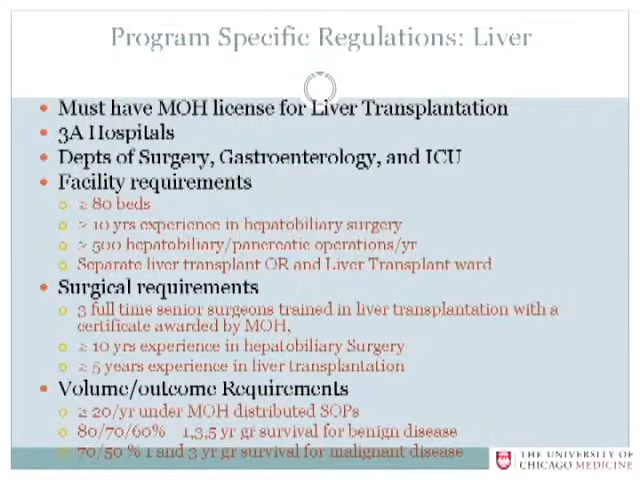 Program Specific Regulations: Liver
Must have MOH license for Liver Transplantation
3A Hospitals
Depts of Surgery, Gastroenterology, and ICU
Facility requirements
≥ 80 beds
> 10 yrs experience in hepatobiliary surgery
> 500 hepatobiliary/pancreatic operations/yr
Separate liver transplant OR and Liver Transplant ward
Surgical requirements
3 full time senior surgeons trained in liver transplantation with a
certificate awarded by MOH,
≥ 10 yrs experience in hepatobiliary Surgery
≥ 5 years experience in liver transplantation
Volume/outcome Requirements
≥ 20/yr under MOH distributed SOPs
80/70/60% 1,3,5 yr gr survival for benign disease
70/50 % 1 and 3 yr gr survival for malignant disease
THE UNIVERSITY OF
CHICAGO MEDICINE